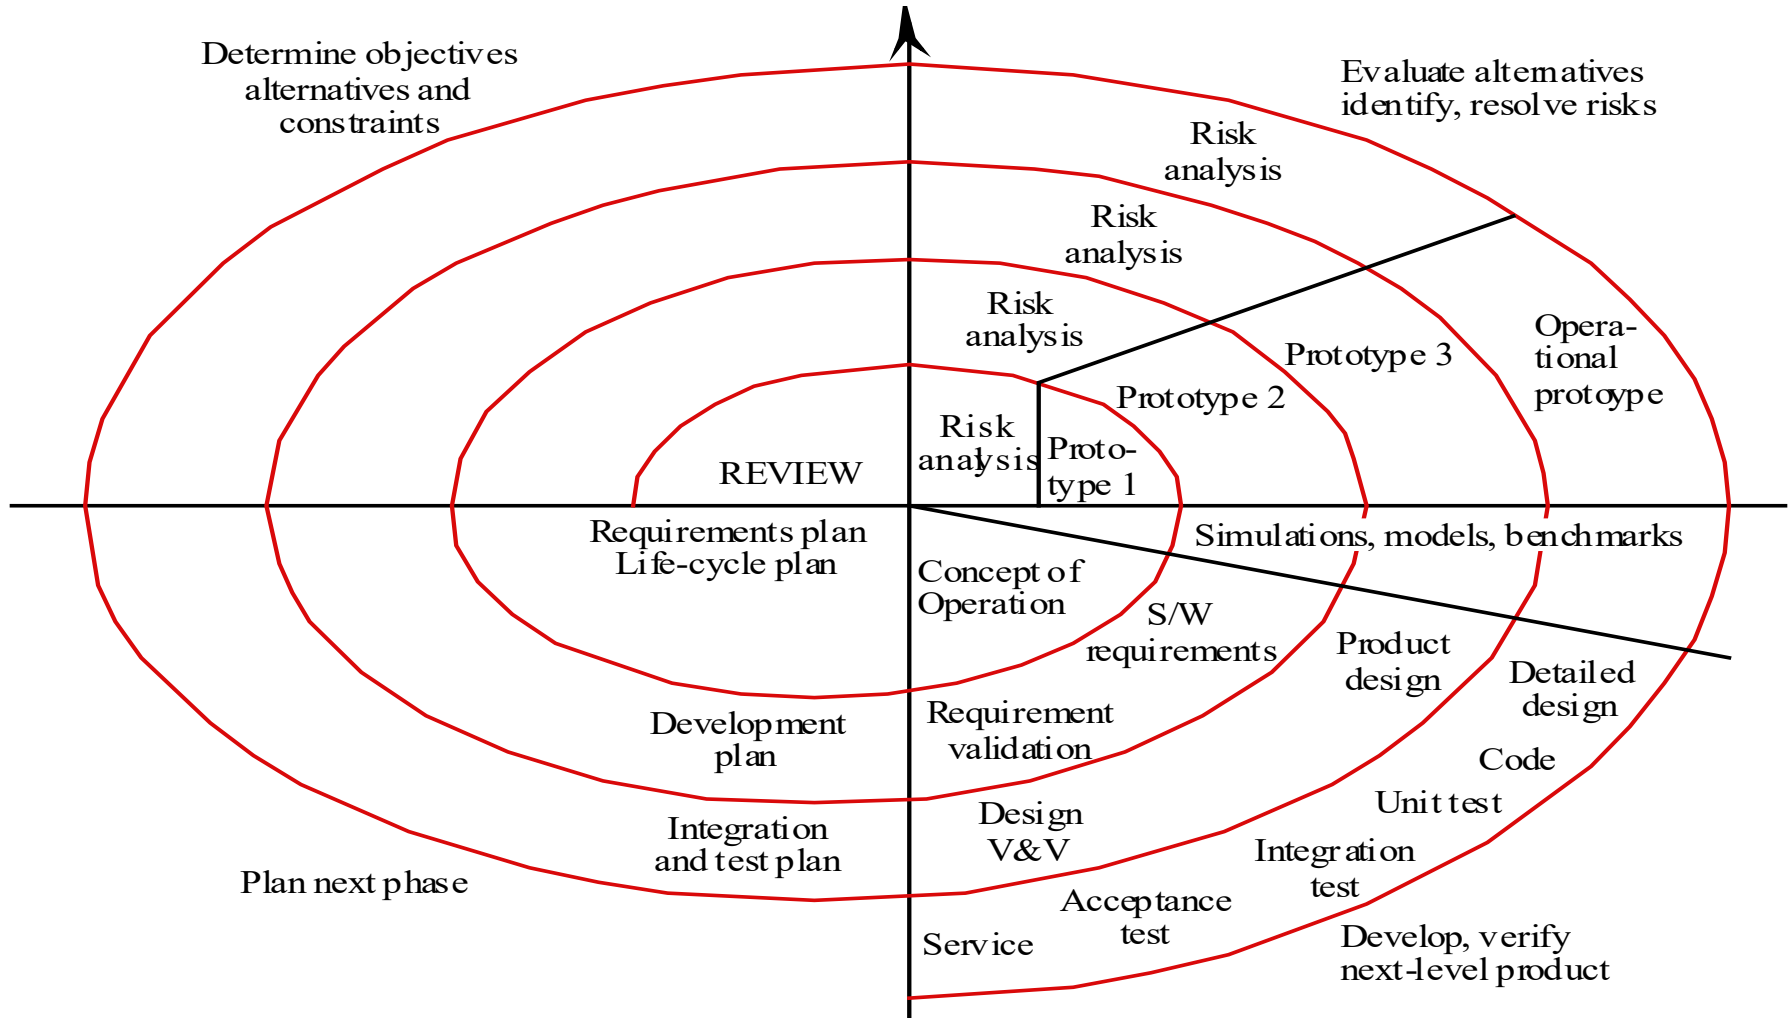 Determine objectives
alternatives and
constraints
Evaluate alternatives
identify, resolve risks
Risk
analysis
Risk
analysis
Risk
analysis
Opera-
tional
protoype
Prototype 3
Prototype 2
Risk
analysis
Proto-
type 1
REVIEW
Requirements plan
Life-cycle plan
Simulations, models, benchmarks
Concept of
Operation
S/W
requirements
Product
design
Detailed
design
Development
plan
Requirement
validation
Code
Unit test
Integration
and test plan
Design
V&V
Integration
test
Plan next phase
Acceptance
test
Service
Develop, verify
next-level product